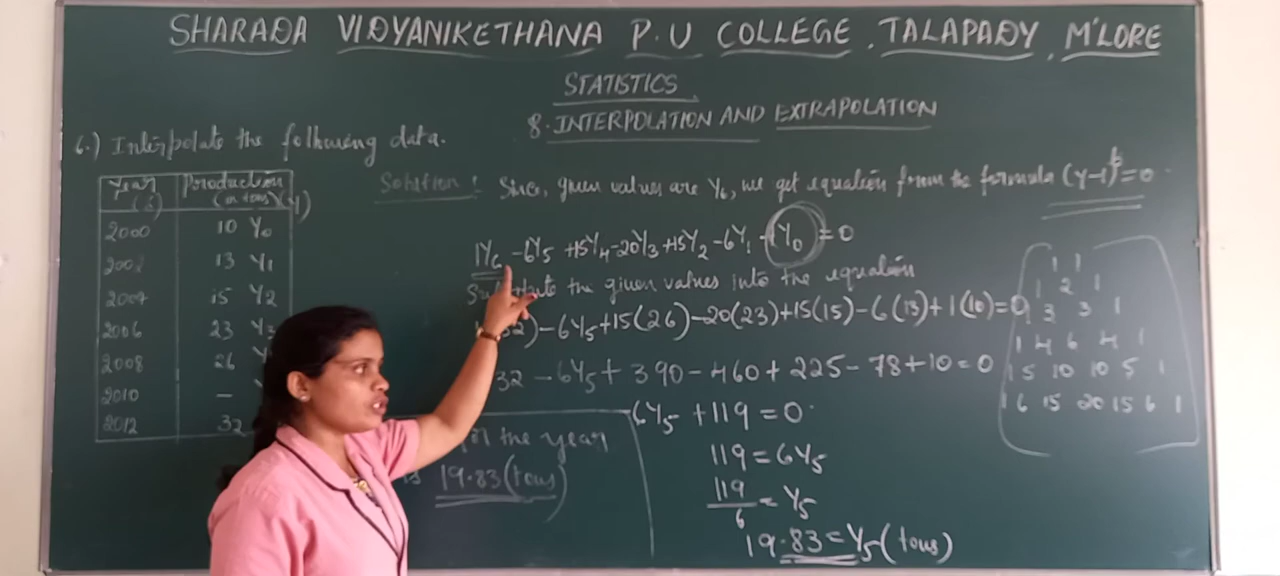 SHARADA VIDYANIKETHANA P.U COLLEGE, TALAPADY, M'LORE
STATISTICS
8. INTERPOLATION AND EXTRAPOLATION
6.) Interpolate the following data.
Year Production
(in tons) (Y)
2000 10 Y0
2002 13 Y1
2004 15 Y2
2006 23 Y3
2008 26
2010 —
2012 32
Solution: Since, given values are Y6, we get equation from the formula (y-1)⁶=0
1Y6 -6Y5 +15Y4 -20Y3 +15Y2 -6Y1 +1Y0 = 0
Substitute the given values into the equation
32) -6Y5 +15(26) -20(23) +15(15) -6(13) +1(10)=0
32 - 6Y5 + 390 - 460 + 225 - 78 + 10 = 0
6Y5 + 119 = 0
119 = 6Y5
119/6 = Y5
19.83 = Y5 (tons)
for the year
is 19.83 (tons)
1 1
1 2 1
3 3 1
1 4 6 4 1
1 5 10 10 5 1
1 6 15 20 15 6 1